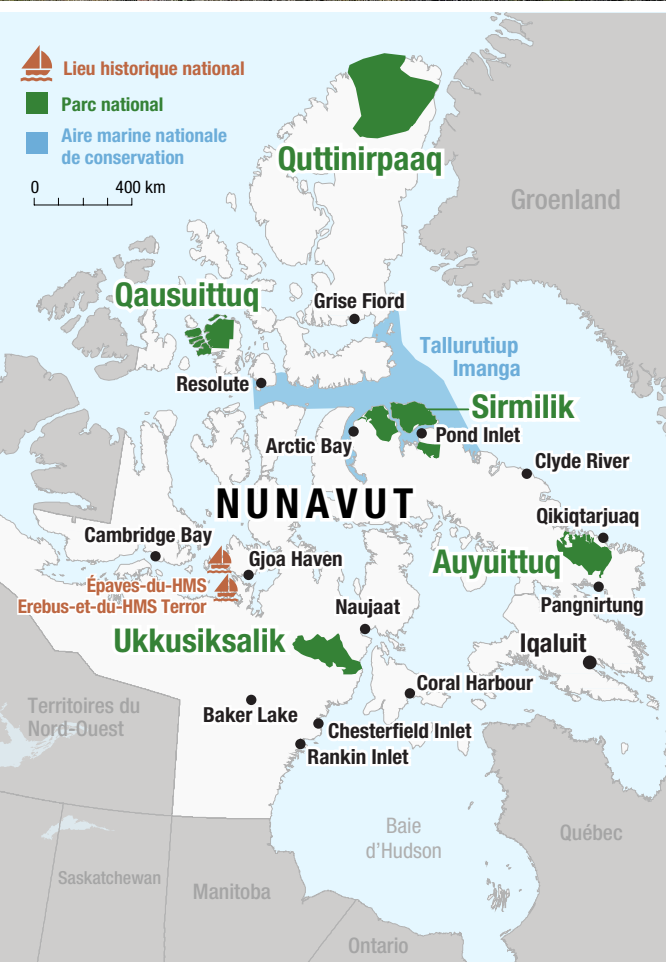 Lieu historique national
Parc national
Aire marine nationale
de conservation
0 400 km
Quttinirpaaq
Groenland
Qausuittuq
Grise Fiord
Tallurutiup
Imanga
Resolute
Sirmilik
Arctic Bay
Pond Inlet
Clyde River
NUNAVUT
Qikiqtarjuaq
Cambridge Bay
Gjoa Haven
Auyuittuq
Épaves-du-HMS
Erebus-et-du-HMS Terror
Naujaat
Pangnirtung
Ukkusiksalik
Iqaluit
Coral Harbour
Territoires du
Nord-Ouest
Baker Lake
Chesterfield Inlet
Rankin Inlet
Baie
d'Hudson
Québec
Saskatchewan
Manitoba
Ontario